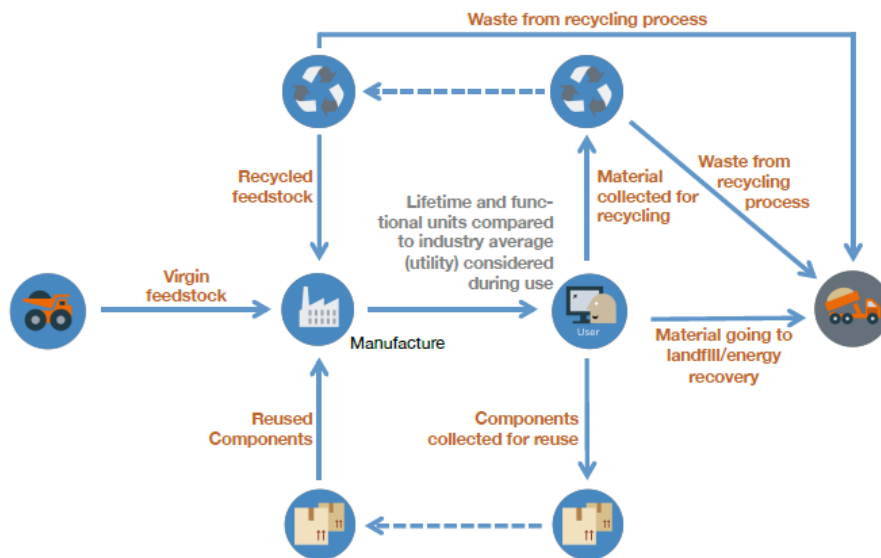 Waste from recycling process
Recycled
feedstock
Lifetime and func-
tional units compared
to industry average
(utility) considered
during use
Material
collected for
recycling
Waste from
recycling
process
Virgin
feedstock
Manufacture
User
Material going to
landfill/energy
recovery
Reused
Components
Components
collected for reuse